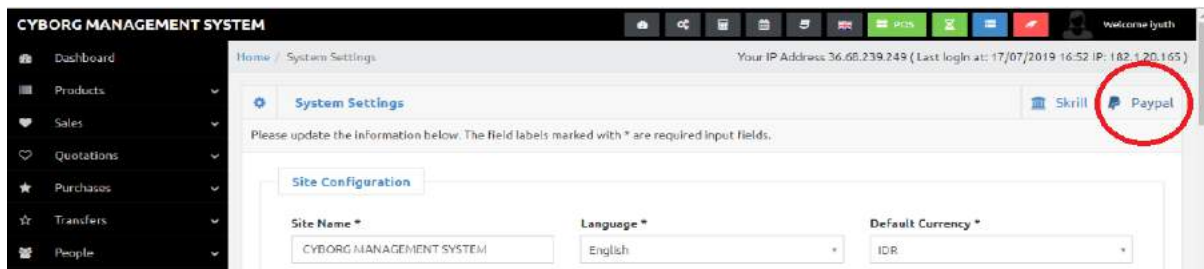 CYBORG MANAGEMENT SYSTEM
POS
Welcome iyuth
Dashboard
Home / System Settings
Your IP Address 36.68.239.249 ( Last login at: 17/07/2019 16:52 IP: 182.1.20.165 )
Products
System Settings
Skrill
Paypal
Sales
Please update the information below. The field labels marked with * are required input fields.
Quotations
Purchases
Site Configuration
Transfers
Site Name *
Language *
Default Currency *
People
CYBORG MANAGEMENT SYSTEM
English
IDR